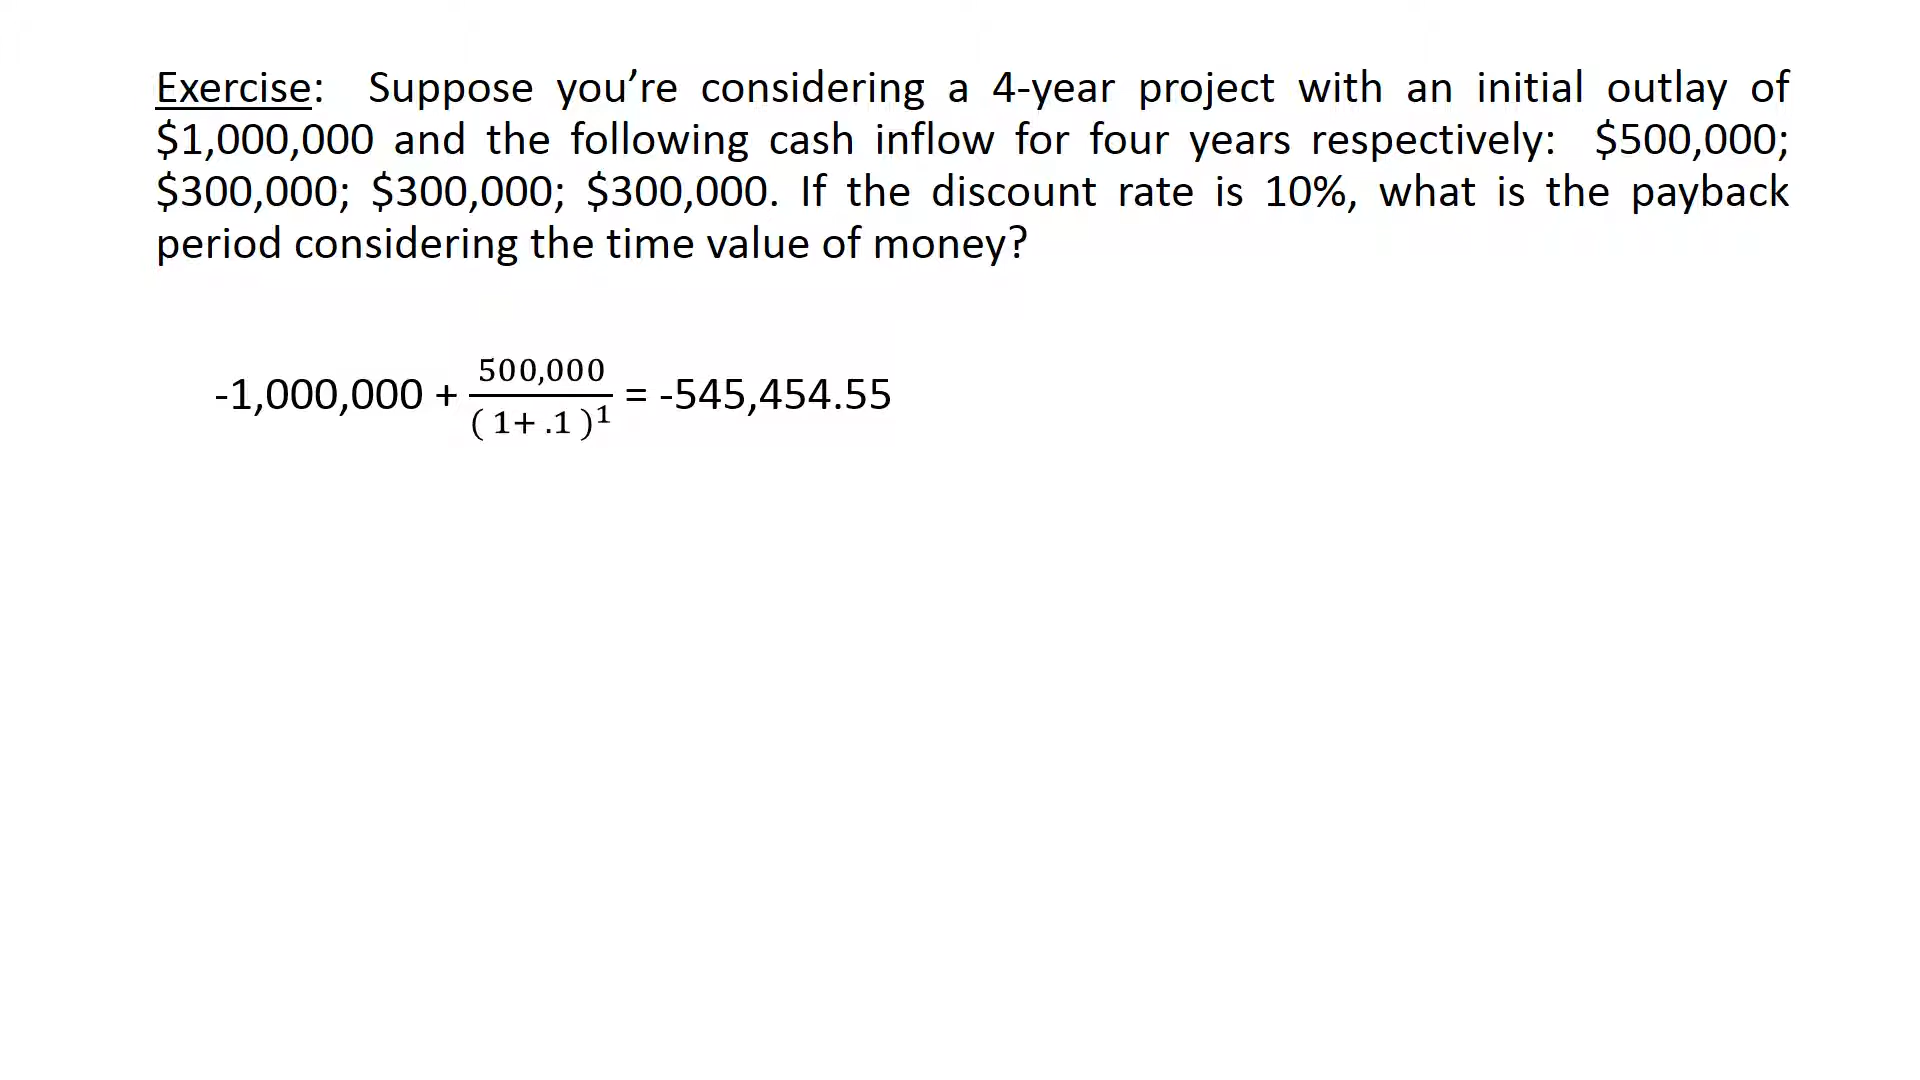 Exercise: Suppose you’re considering a 4-year project with an initial outlay of
$1,000,000 and the following cash inflow for four years respectively: $500,000;
$300,000; $300,000; $300,000. If the discount rate is 10%, what is the payback
period considering the time value of money?
-1,000,000 + 500,000 / ( 1+ .1 )¹ = -545,454.55